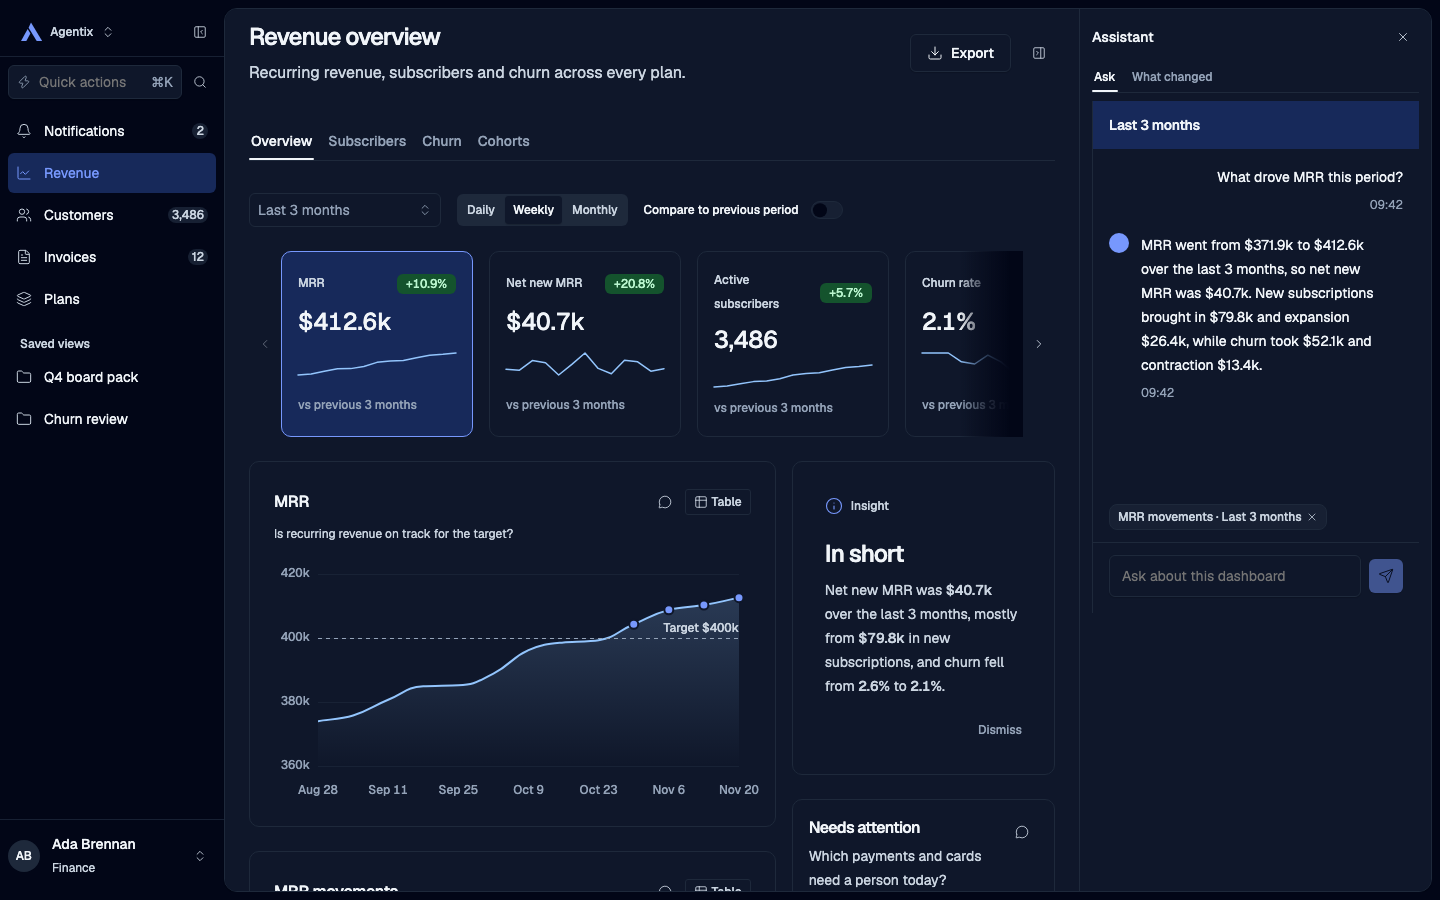 Agentix
Quick actions
⌘K
Notifications
2
Revenue
Customers
3,486
Invoices
12
Plans
Saved views
Q4 board pack
Churn review
AB
Ada Brennan
Finance
Revenue overview
Recurring revenue, subscribers and churn across every plan.
Export
Overview
Subscribers
Churn
Cohorts
Last 3 months
Daily
Weekly
Monthly
Compare to previous period
MRR
+10.9%
$412.6k
vs previous 3 months
Net new MRR
+20.8%
$40.7k
vs previous 3 months
Active
subscribers
+5.7%
3,486
vs previous 3 months
Churn rate
2.1%
vs previous 3
MRR
Table
Is recurring revenue on track for the target?
420k
400k
380k
360k
Target $400k
Aug 28
Sep 11
Sep 25
Oct 9
Oct 23
Nov 6
Nov 20
MRR movements
Table
Insight
In short
Net new MRR was $40.7k
over the last 3 months, mostly
from $79.8k in new
subscriptions, and churn fell
from 2.6% to 2.1%.
Dismiss
Needs attention
Which payments and cards
need a person today?
Assistant
Ask
What changed
Last 3 months
What drove MRR this period?
09:42
MRR went from $371.9k to $412.6k
over the last 3 months, so net new
MRR was $40.7k. New subscriptions
brought in $79.8k and expansion
$26.4k, while churn took $52.1k and
contraction $13.4k.
09:42
MRR movements · Last 3 months
Ask about this dashboard